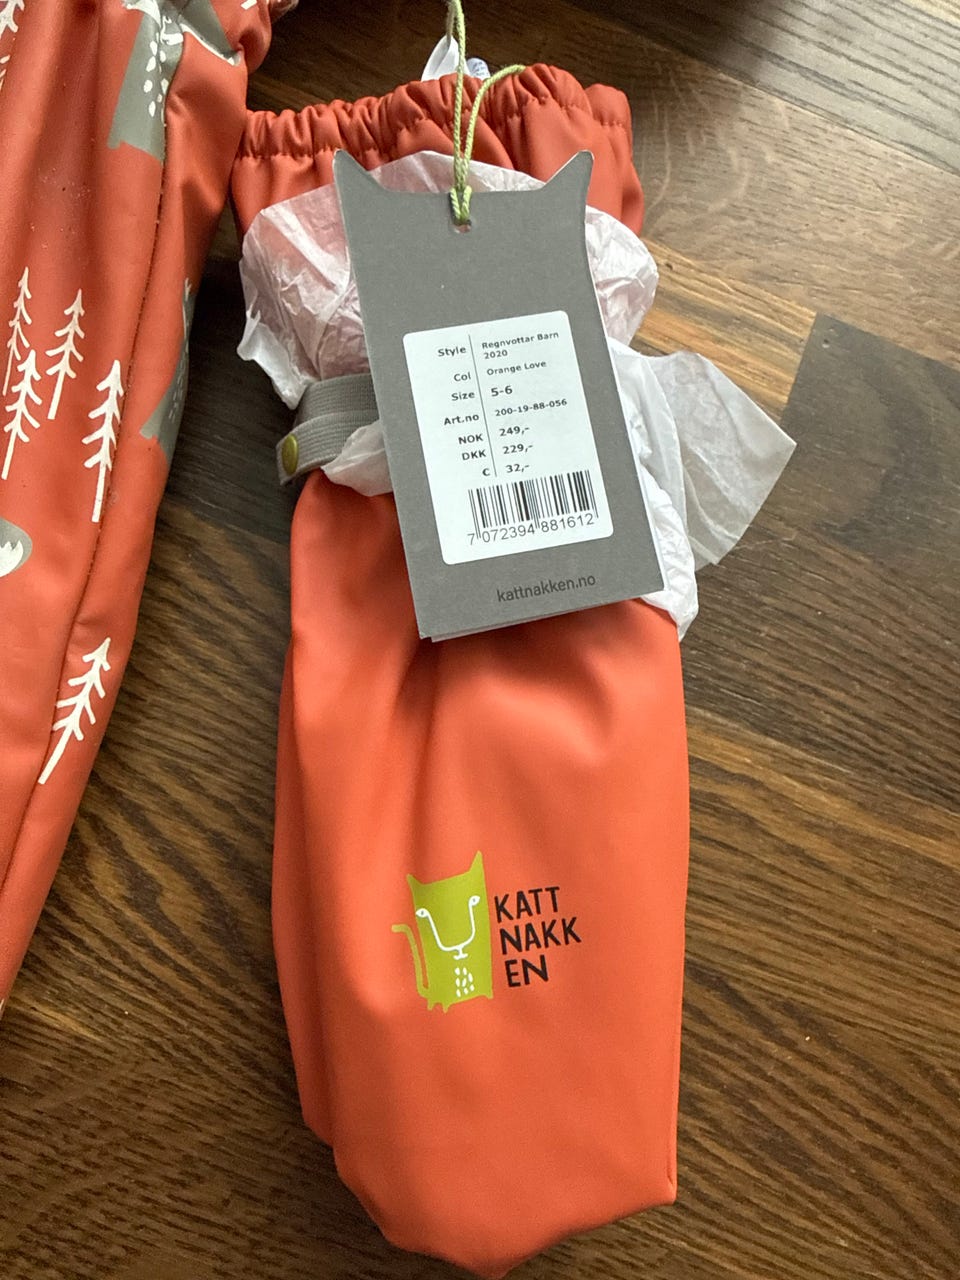 Style Regnvottar Barn
2020
Col Orange Love
Size 5-6
Art.no 200-19-88-056
NOK 249,-
DKK 229,-
€ 32,-
7 072394 881612
kattnakken.no
KATT
NAKK
EN